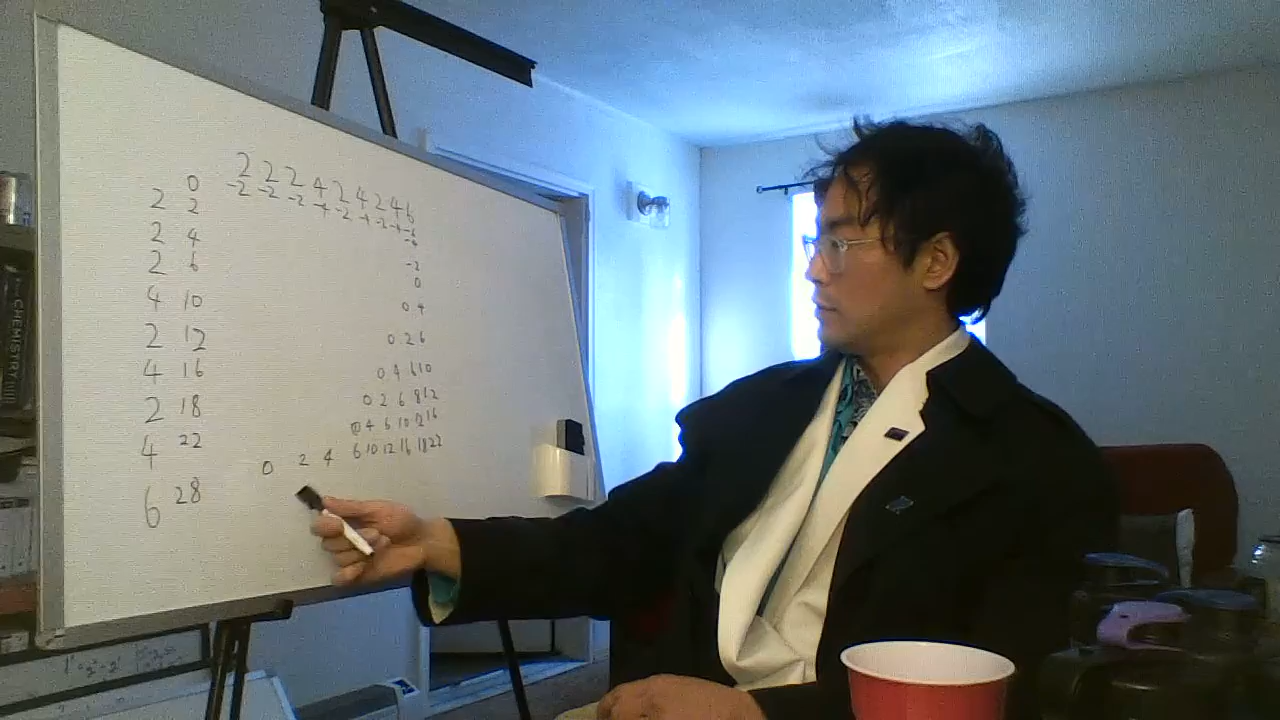 2 2 2 4 2 4 2 4 6
0 -2 -2 -2 -4 -2 -4 -2 -4 -6
2 2
-6
2 4
-2
2 6
0
4 10
0 4
2 12
0 2 6
4 16
0 4 6 10
2 18
0 2 6 8 12
4 22
0 4 6 10 12 16
0 2 4 6 10 12 16 18 22
6 28
CHEMISTRY